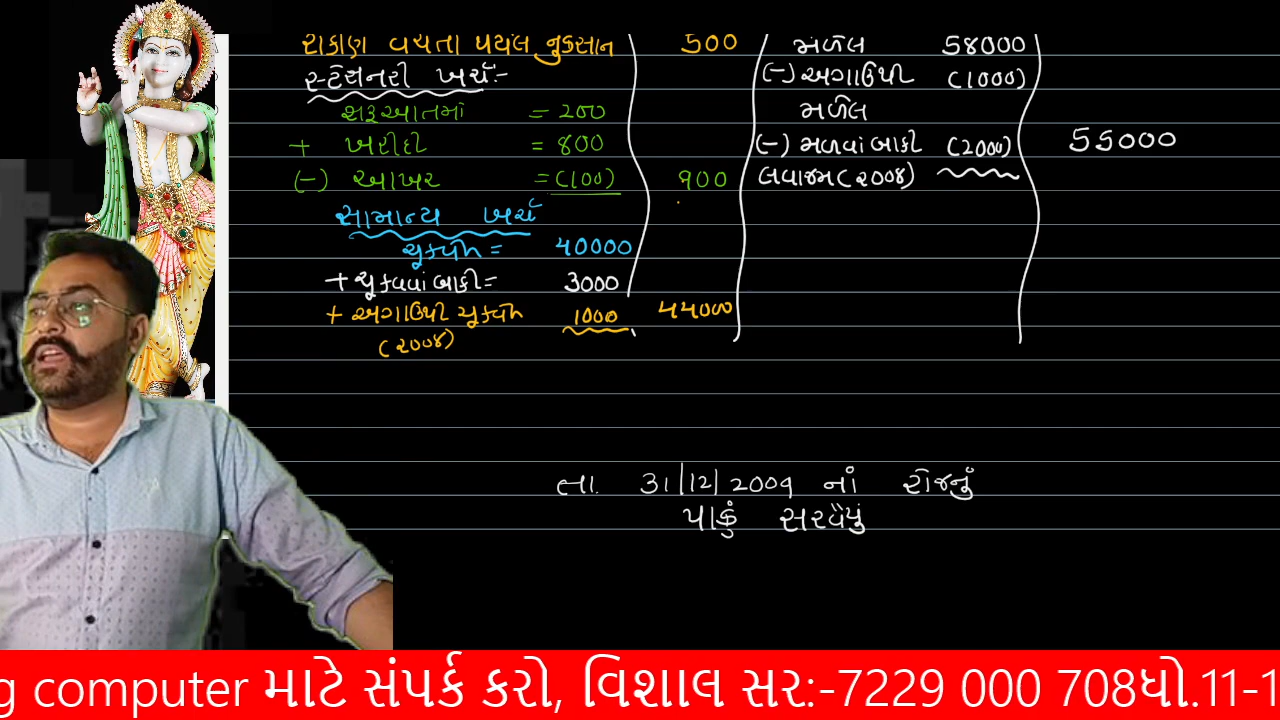 રોકાણ વેચતા થયેલ નુકસાન 500
સ્ટેશનરી ખર્ચ:-
શરૂઆતમાં = 200
+ ખરીદી = 800
(-) આખર = (100) 900
સામાન્ય ખર્ચ
ચૂકવેલ = 40000
+ ચૂકવવાં બાકી = 3000
+ અગાઉથી ચૂકવેલ 1000 44000
(2008)
મળેલ 58000
(-) અગાઉથી (1000)
મળેલ
(-) મળવાં બાકી (2000) 55000
લવાજમ (2008)
તા. 31/12/2009 નાં રોજનું
પાકું સરવૈયું
g computer માટે સંપર્ક કરો, વિશાલ સર:-7229 000 708ધો.11-1